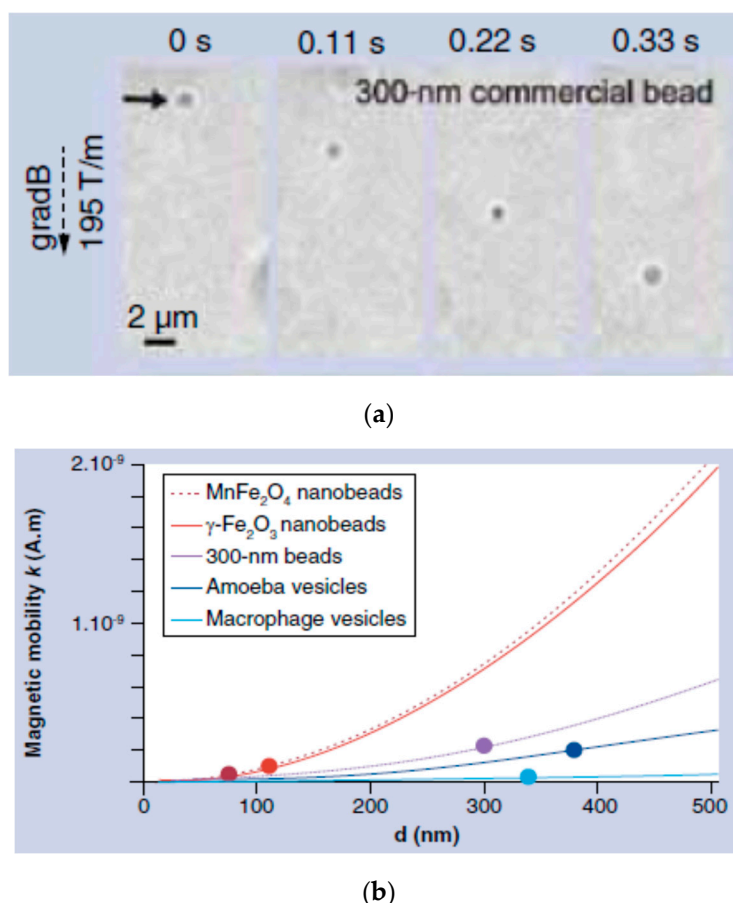 0 s 0.11 s 0.22 s 0.33 s
300-nm commercial bead
gradB
195 T/m
2 µm
(a)
2.10⁻⁹
1.10⁻⁹
Magnetic mobility k (A.m)
MnFe₂O₄ nanobeads
γ-Fe₂O₃ nanobeads
300-nm beads
Amoeba vesicles
Macrophage vesicles
0 100 200 300 400 500
d (nm)
(b)